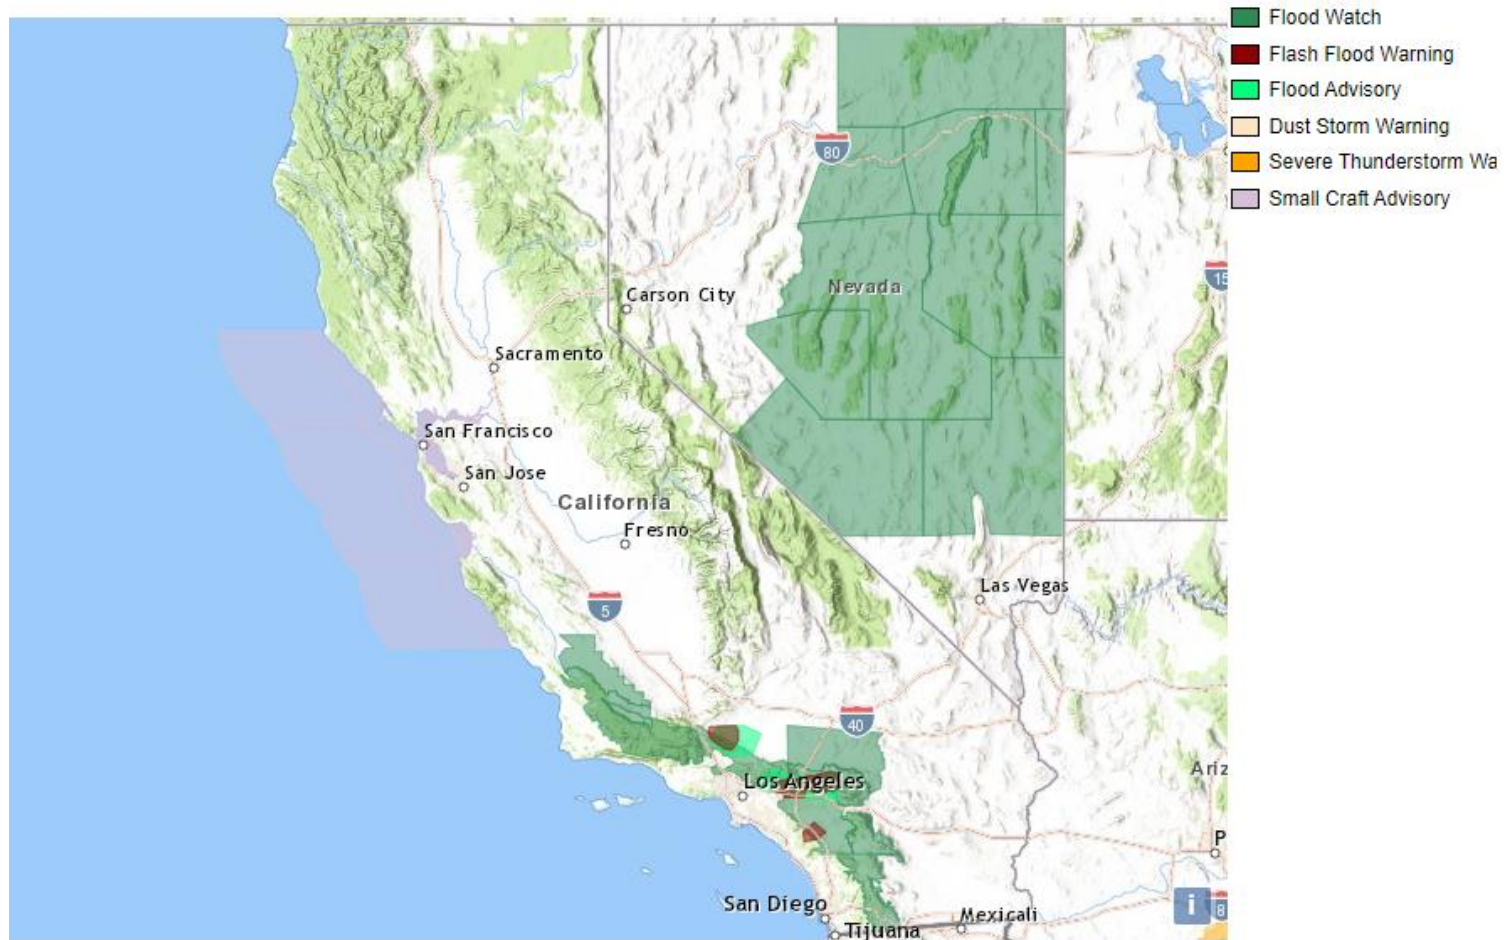 Flood Watch
Flash Flood Warning
Flood Advisory
Dust Storm Warning
Severe Thunderstorm Wa
Small Craft Advisory
80
15
Nevada
Carson City
Sacramento
San Francisco
San Jose
California
Fresno
Las Vegas
5
40
Los Angeles
Ariz
P
San Diego
Mexicali
Tijuana
i
8